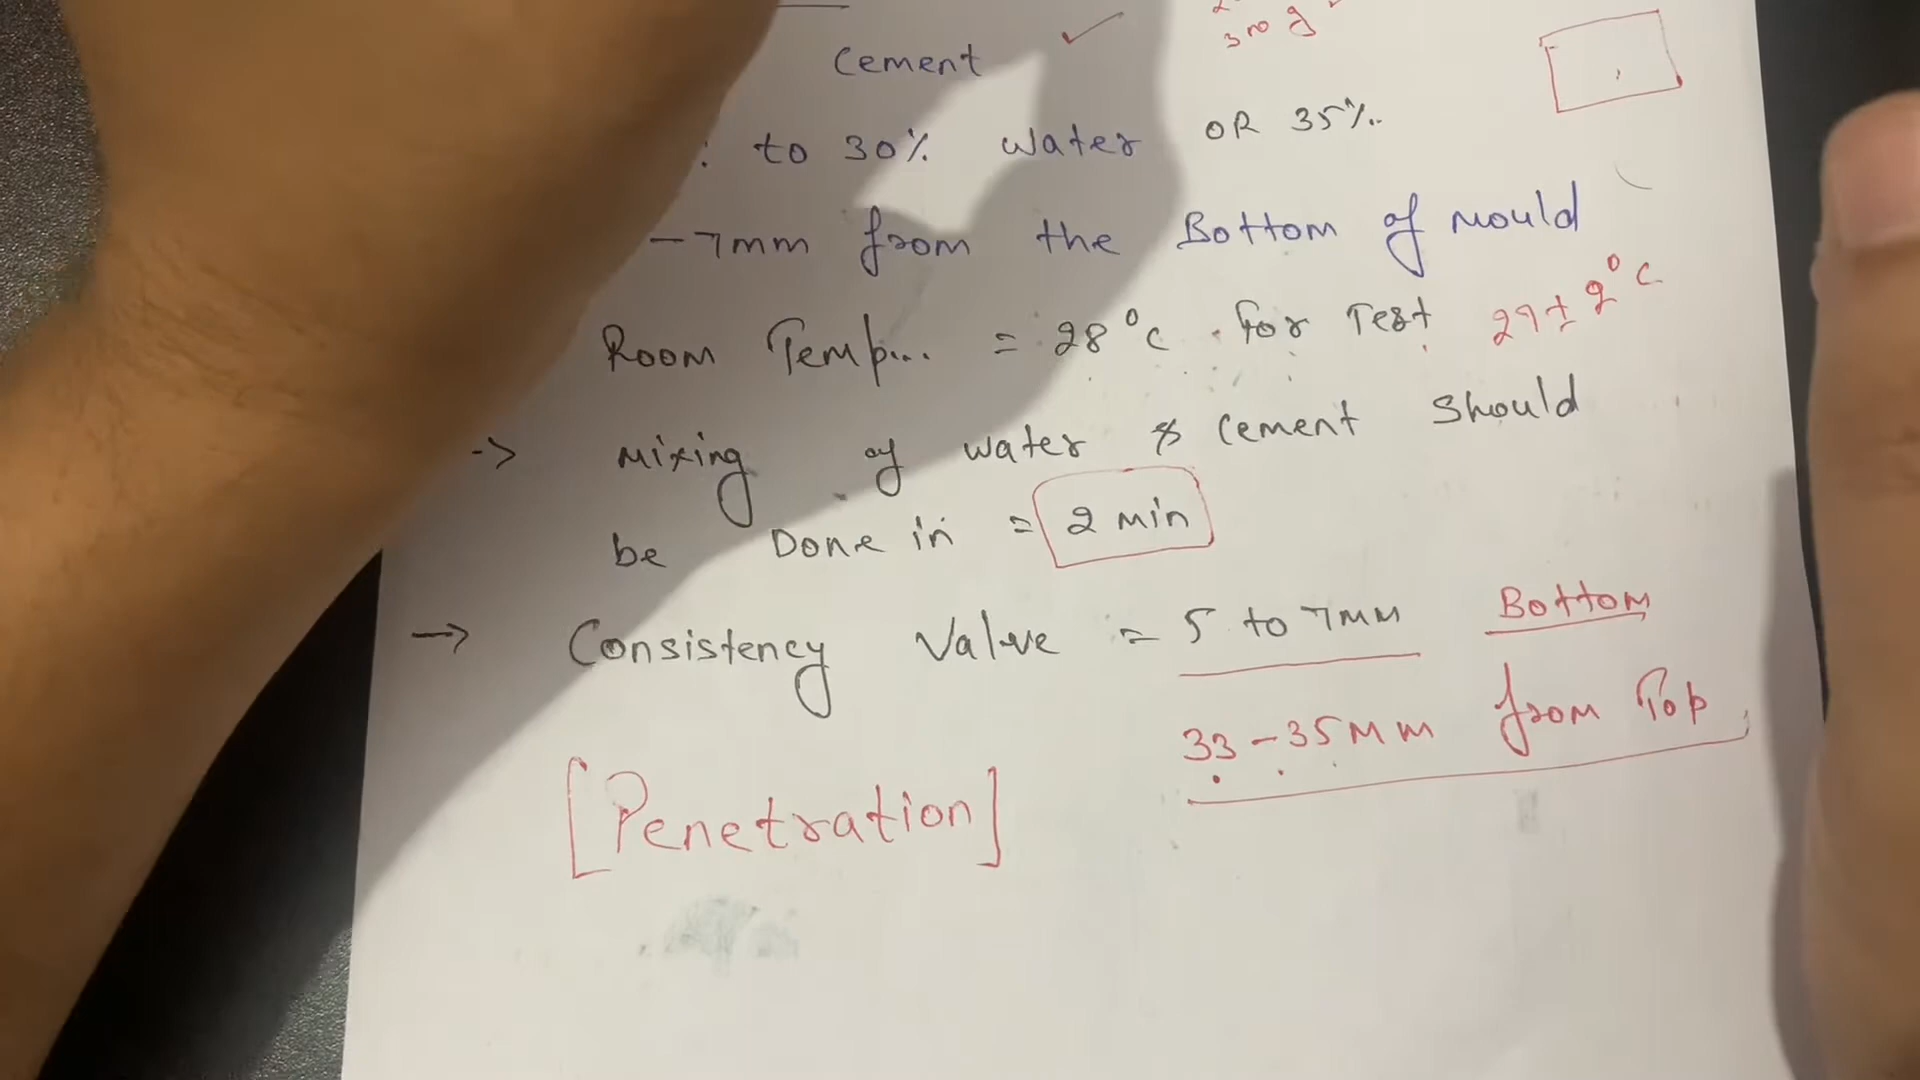 300 g
Cement
to 30% water OR 35%.
-7mm from the Bottom of mould
Room Temp... = 28°c. for Test 27±2°C
-> mixing of water & cement should
be Done in = 2 min
-> Consistency Value = 5 to 7mm Bottom
33-35MM from Top
[Penetration]